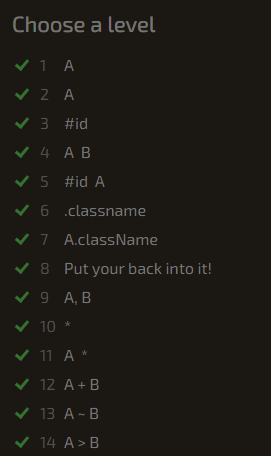 Choose a level
1 A
2 A
3 #id
4 A B
5 #id A
6 .classname
7 A.className
8 Put your back into it!
9 A, B
10 *
11 A *
12 A + B
13 A ~ B
14 A > B